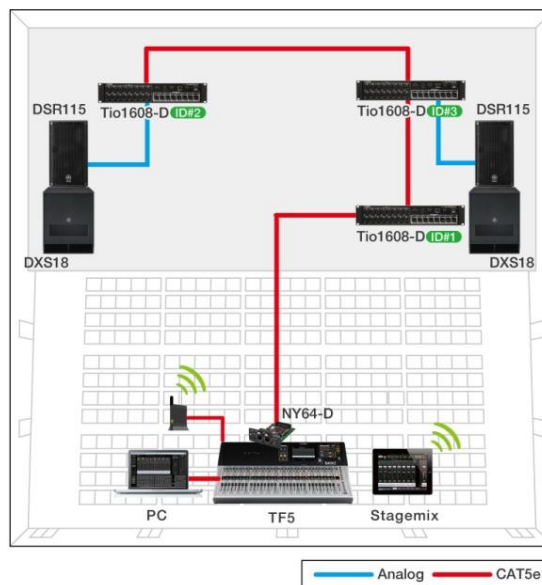 DSR115
Tio1608-D ID#2
Tio1608-D ID#3
DSR115
DXS18
Tio1608-D ID#1
DXS18
NY64-D
PC
TF5
Stagemix
Analog
CAT5e